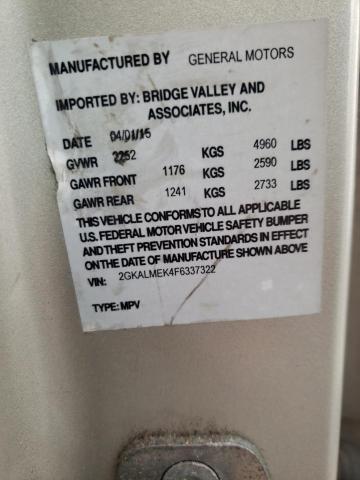 MANUFACTURED BY GENERAL MOTORS
IMPORTED BY: BRIDGE VALLEY AND
ASSOCIATES, INC.
DATE 04/01/15
GVWR 2252 KGS 4960 LBS
GAWR FRONT 1176 KGS 2590 LBS
GAWR REAR 1241 KGS 2733 LBS
THIS VEHICLE CONFORMS TO ALL APPLICABLE
U.S. FEDERAL MOTOR VEHICLE SAFETY BUMPER
AND THEFT PREVENTION STANDARDS IN EFFECT
ON THE DATE OF MANUFACTURE SHOWN ABOVE
VIN: 2GKALMEK4F6337322
TYPE: MPV